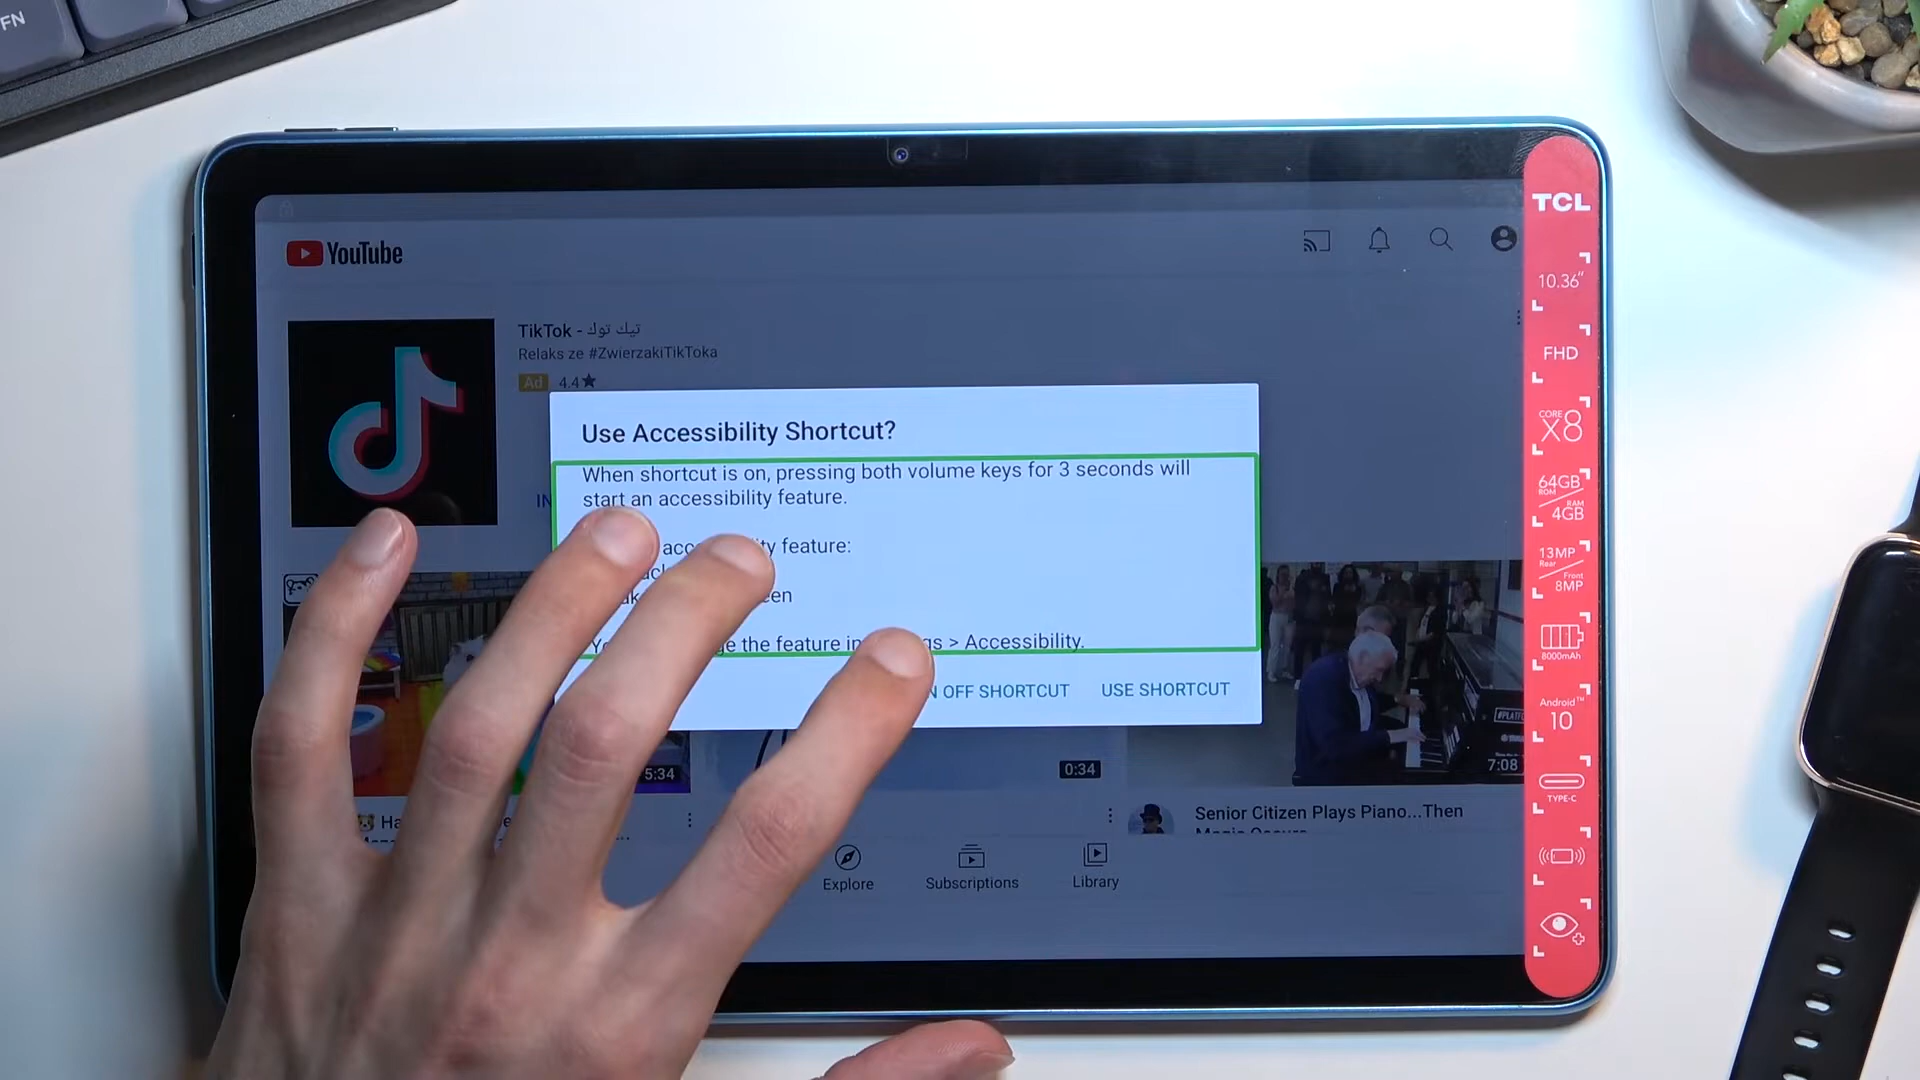 FN
YouTube
TikTok - تيك توك
Relaks ze #ZwierzakiTikToka
Ad 4.4★
IN
Use Accessibility Shortcut?
When shortcut is on, pressing both volume keys for 3 seconds will
start an accessibility feature.
feature:
the feature in > Accessibility.
OFF SHORTCUT USE SHORTCUT
5:34
0:34
7:08
Senior Citizen Plays Piano...Then
Explore
Subscriptions
Library
TCL
10.36"
FHD
CORE
X8
64GB
ROM
RAM
4GB
13MP
Rear
Front
8MP
8000mAh
Android™
10
TYPE-C